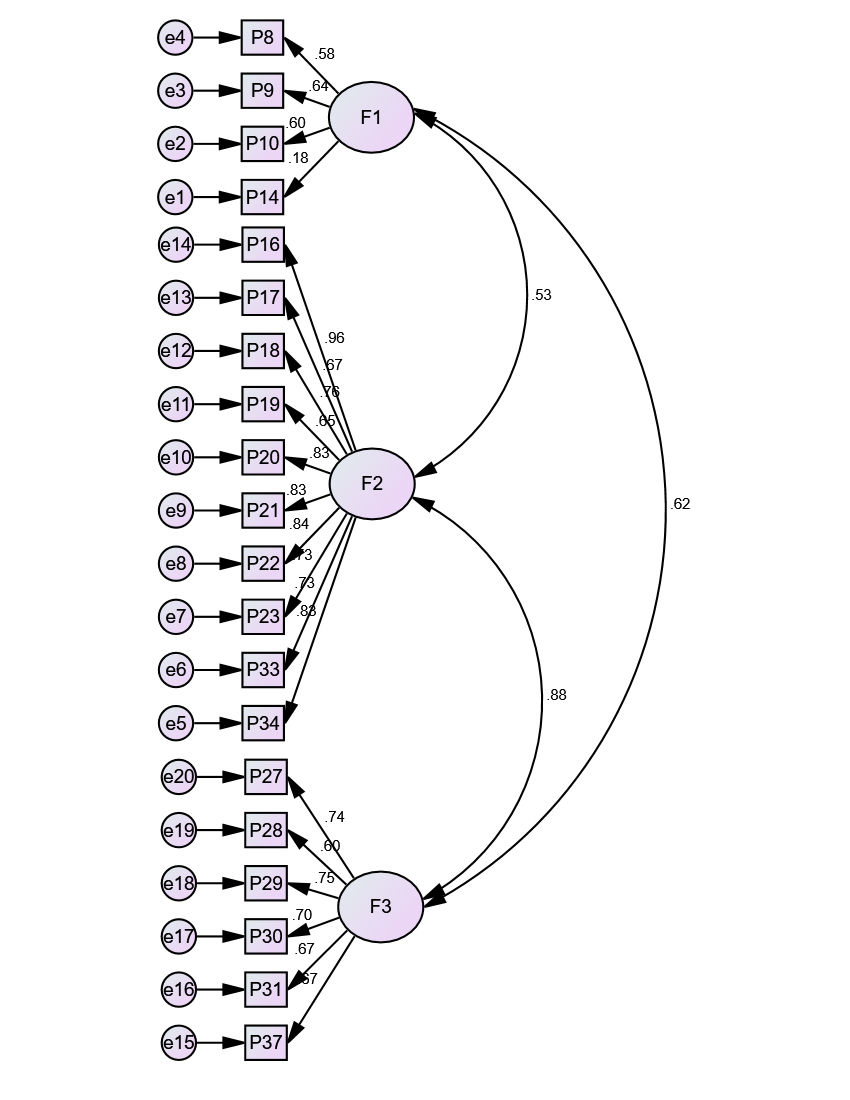 e4 P8 .58
e3 P9 .64
F1
e2 P10 .60
.18
e1 P14
e14 P16
e13 P17 .53
.96
e12 P18 .67
.76
e11 P19 .65
e10 P20 .83
F2
.83
e9 P21 .62
.84
e8 P22 .73
.73
e7 P23 .83
e6 P33
.88
e5 P34
e20 P27
.74
e19 P28 .60
e18 P29 .75
F3
.70
e17 P30
.67
e16 P31 .67
e15 P37